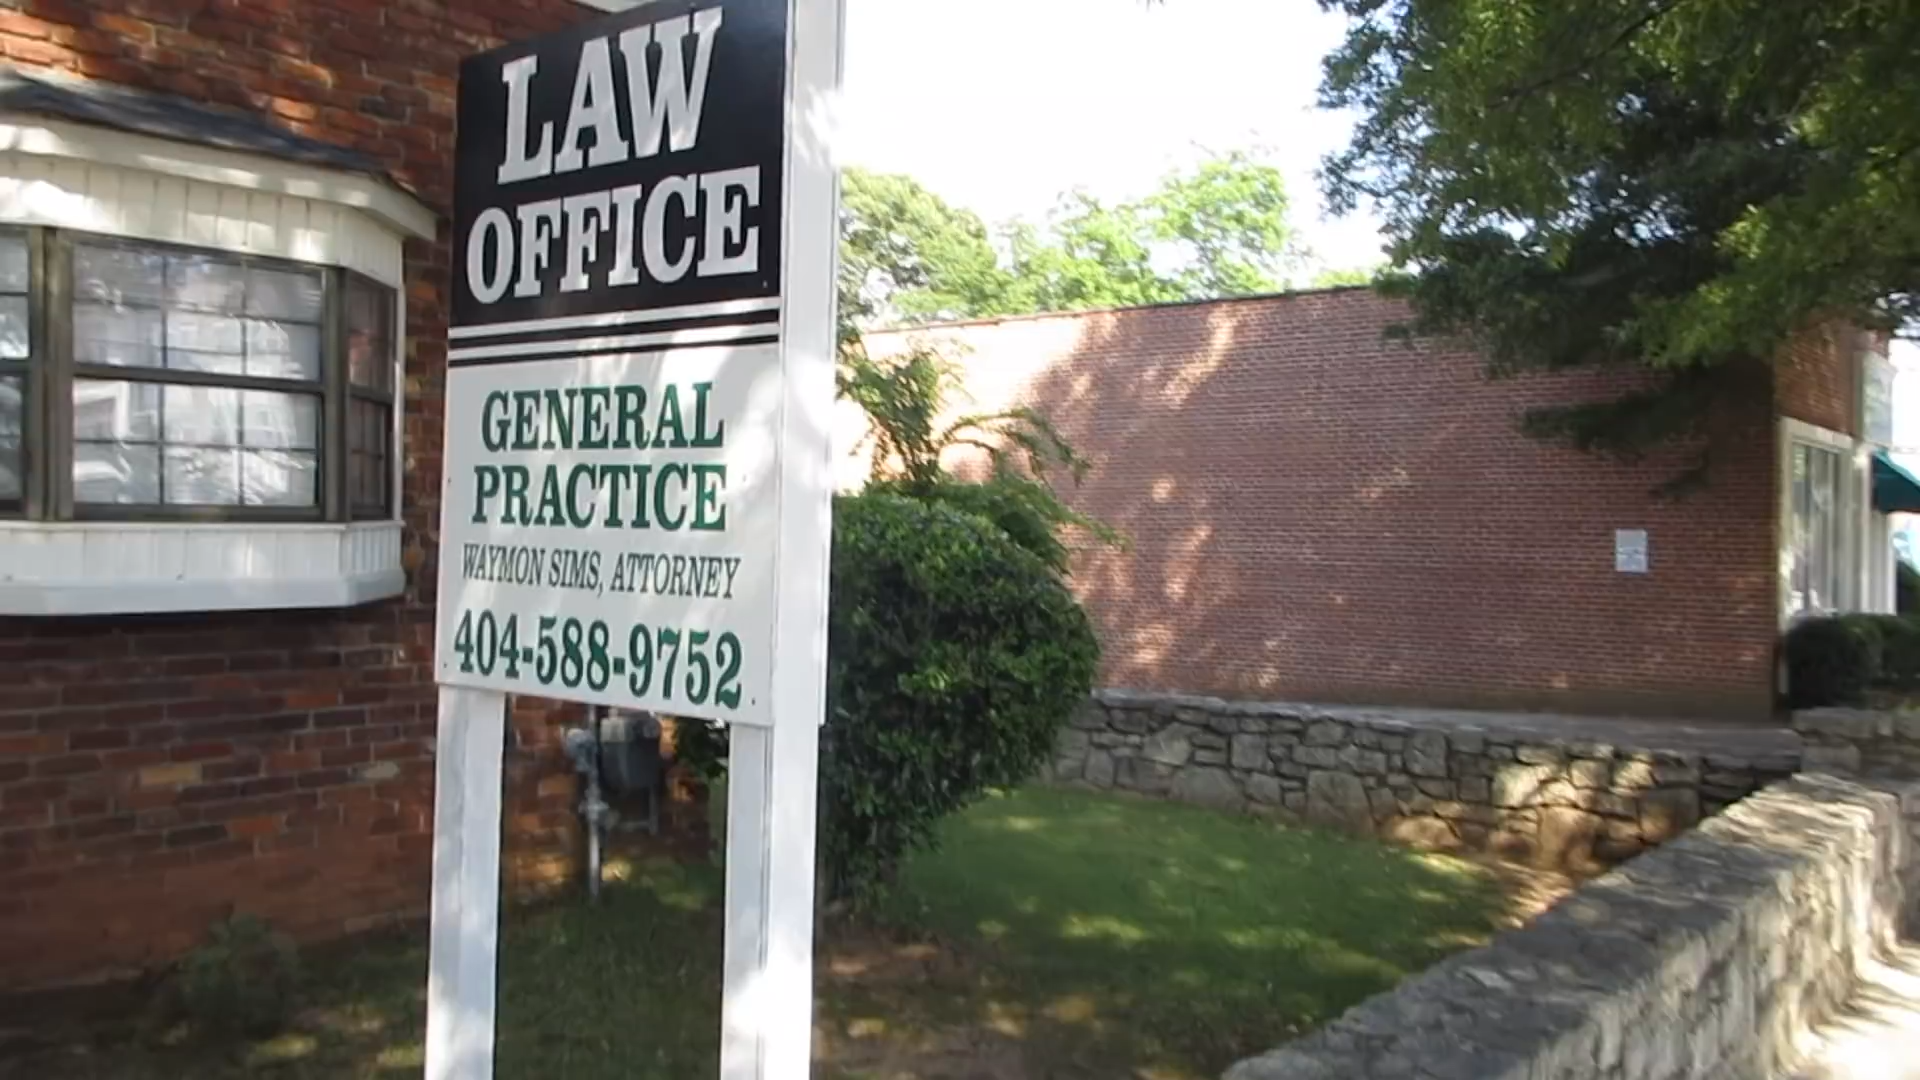 LAW
OFFICE
GENERAL
PRACTICE
WAYMON SIMS, ATTORNEY
404-588-9752